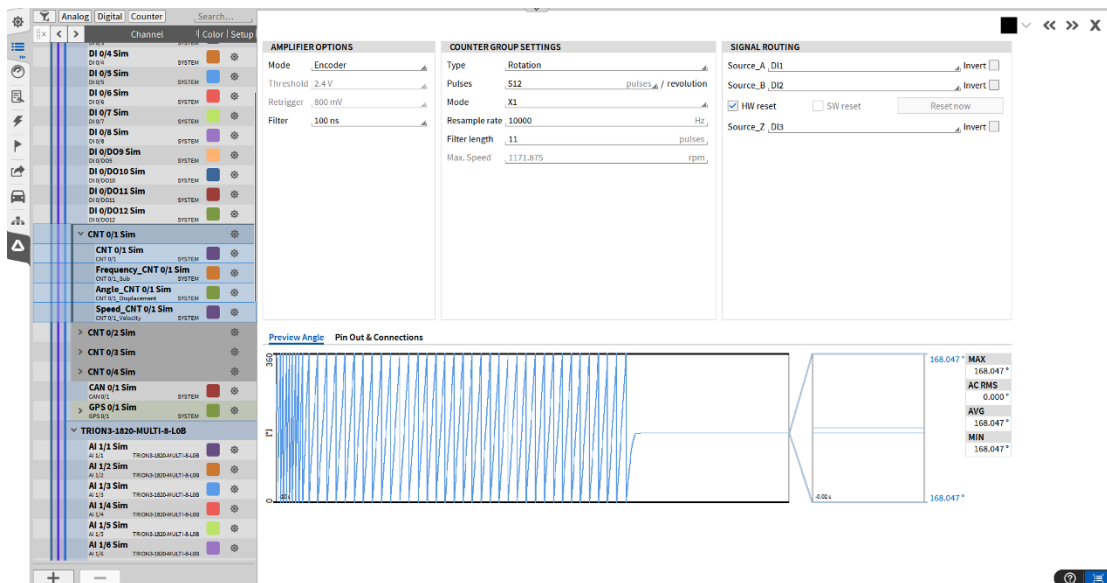 Analog Digital Counter Search...
Channel Color Setup
DI 0/4 Sim
DI 0/4 SYSTEM
DI 0/5 Sim
DI 0/5 SYSTEM
DI 0/6 Sim
DI 0/6 SYSTEM
DI 0/7 Sim
DI 0/7 SYSTEM
DI 0/8 Sim
DI 0/8 SYSTEM
DI 0/DO9 Sim
DI 0/DO9 SYSTEM
DI 0/DO10 Sim
DI 0/DO10 SYSTEM
DI 0/DO11 Sim
DI 0/DO11 SYSTEM
DI 0/DO12 Sim
DI 0/DO12 SYSTEM
CNT 0/1 Sim
CNT 0/1 Sim
CNT 0/1 SYSTEM
Frequency_CNT 0/1 Sim
CNT 0/1_Sub SYSTEM
Angle_CNT 0/1 Sim
CNT 0/1_Displacement SYSTEM
Speed_CNT 0/1 Sim
CNT 0/1_Velocity SYSTEM
CNT 0/2 Sim
CNT 0/3 Sim
CNT 0/4 Sim
CAN 0/1 Sim
CAN 0/1 SYSTEM
GPS 0/1 Sim
GPS 0/1 SYSTEM
TRION3-1820-MULTI-8-L0B
AI 1/1 Sim
AI 1/1 TRION3-1820-MULTI-8-L0B
AI 1/2 Sim
AI 1/2 TRION3-1820-MULTI-8-L0B
AI 1/3 Sim
AI 1/3 TRION3-1820-MULTI-8-L0B
AI 1/4 Sim
AI 1/4 TRION3-1820-MULTI-8-L0B
AI 1/5 Sim
AI 1/5 TRION3-1820-MULTI-8-L0B
AI 1/6 Sim
AI 1/6 TRION3-1820-MULTI-8-L0B
AMPLIFIER OPTIONS
Mode Encoder
Threshold 2.4 V
Retrigger 800 mV
Filter 100 ns
COUNTER GROUP SETTINGS
Type Rotation
Pulses 512 pulses / revolution
Mode X1
Resample rate 10000 Hz
Filter length 11 pulses
Max. Speed 1171.875 rpm
SIGNAL ROUTING
Source_A DI1 Invert
Source_B DI2 Invert
HW reset SW reset Reset now
Source_Z DI3 Invert
Preview Angle Pin Out & Connections
360
[°]
0
-10 s
-0.02 s
168.047 °
168.047 °
MAX
168.047 °
AC RMS
0.000 °
AVG
168.047 °
MIN
168.047 °